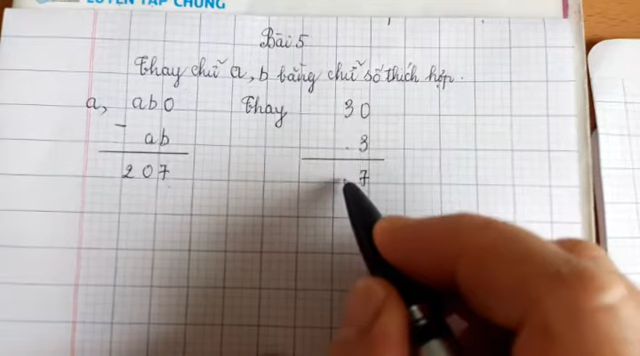 LUYỆN TẬP CHUNG
Bài 5
Thay chữ a, b bằng chữ số thích hợp.
a, ab0 Thay 30
- ab 3
207 7